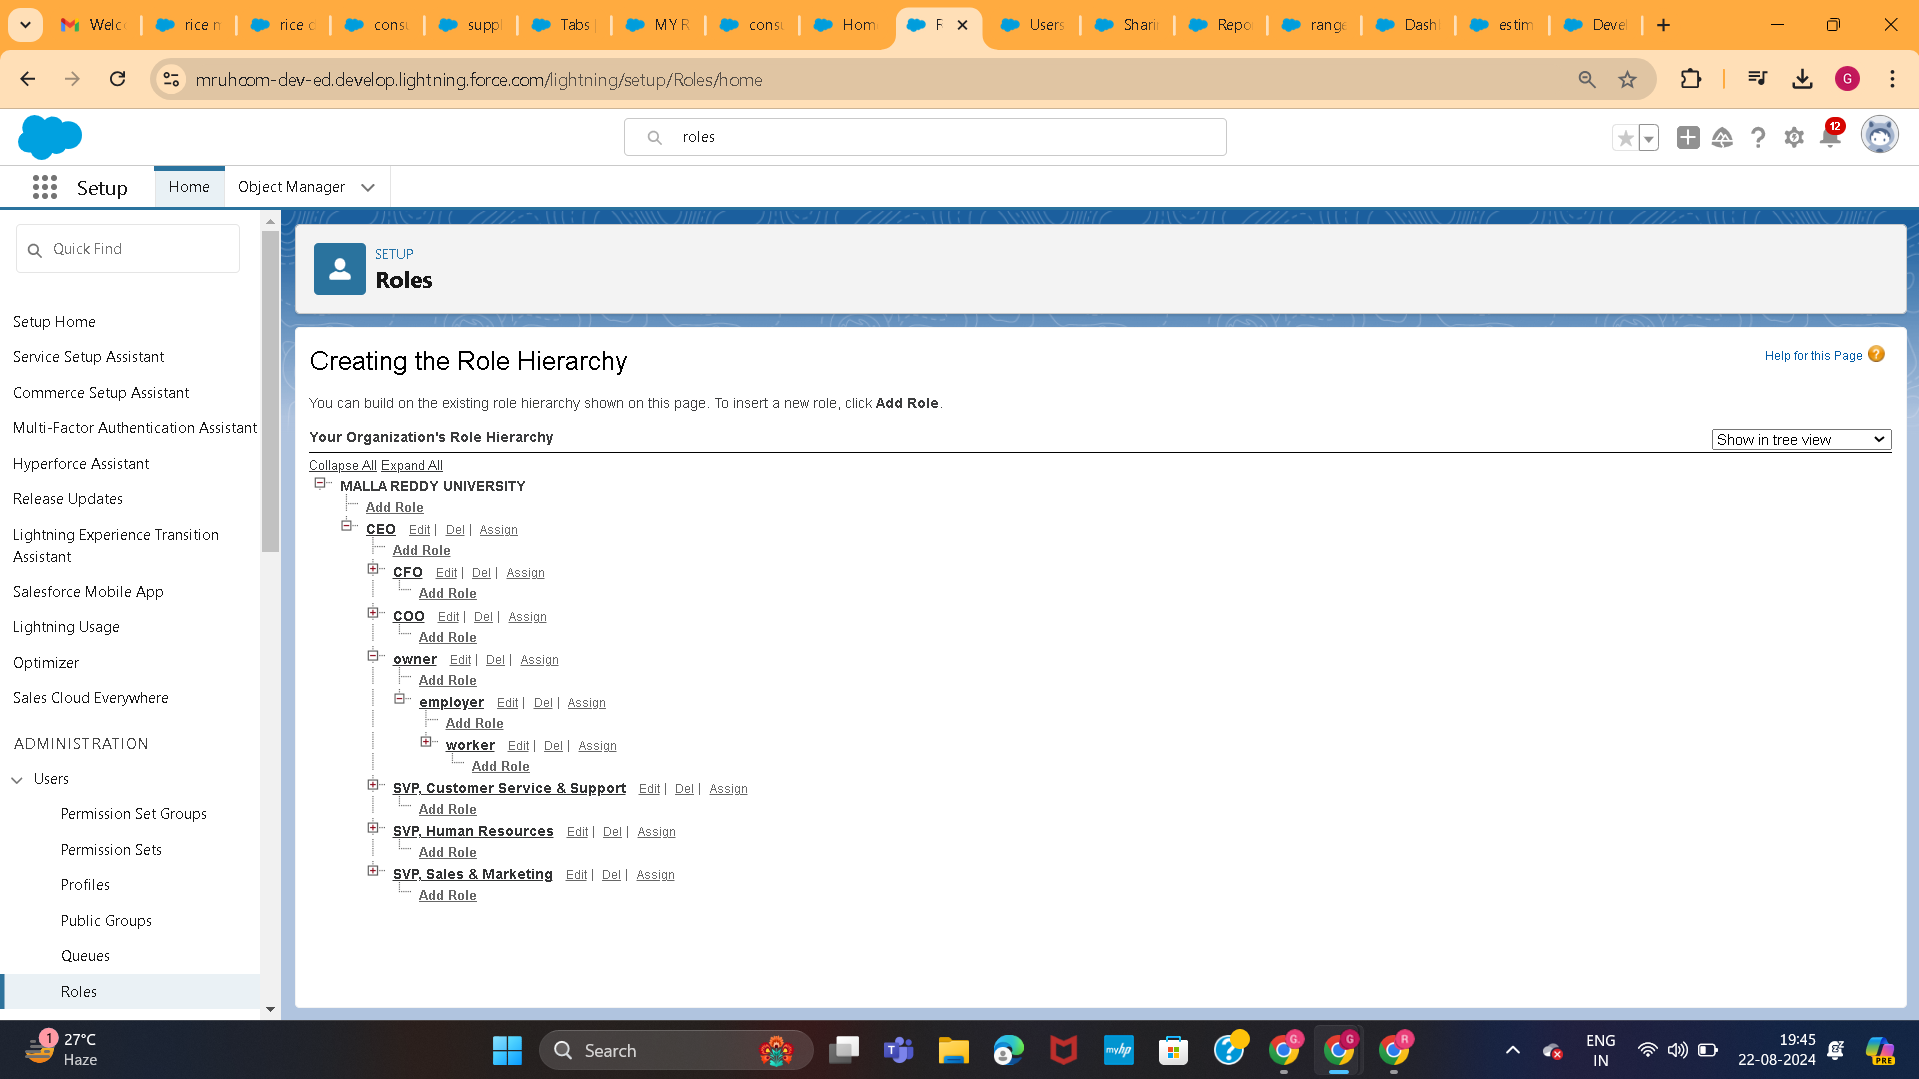 Welc
rice m
rice d
consu
suppl
Tabs |
MY R
consu
Home
R
Users
Sharin
Repo
range
Dashb
estim
Devel
mruhcom-dev-ed.develop.lightning.force.com/lightning/setup/Roles/home
G
roles
12
Setup
Home
Object Manager
Quick Find
Setup Home
Service Setup Assistant
Commerce Setup Assistant
Multi-Factor Authentication Assistant
Hyperforce Assistant
Release Updates
Lightning Experience Transition
Assistant
Salesforce Mobile App
Lightning Usage
Optimizer
Sales Cloud Everywhere
ADMINISTRATION
Users
Permission Set Groups
Permission Sets
Profiles
Public Groups
Queues
Roles
SETUP
Roles
Creating the Role Hierarchy
Help for this Page ?
You can build on the existing role hierarchy shown on this page. To insert a new role, click Add Role.
Your Organization's Role Hierarchy
Show in tree view
Collapse All Expand All
MALLA REDDY UNIVERSITY
Add Role
CEO Edit | Del | Assign
Add Role
CFO Edit | Del | Assign
Add Role
COO Edit | Del | Assign
Add Role
owner Edit | Del | Assign
Add Role
employer Edit | Del | Assign
Add Role
worker Edit | Del | Assign
Add Role
SVP, Customer Service & Support Edit | Del | Assign
Add Role
SVP, Human Resources Edit | Del | Assign
Add Role
SVP, Sales & Marketing Edit | Del | Assign
Add Role
1
27°C
Haze
Search
myhp
G
G
R
ENG
IN
19:45
22-08-2024
PRE